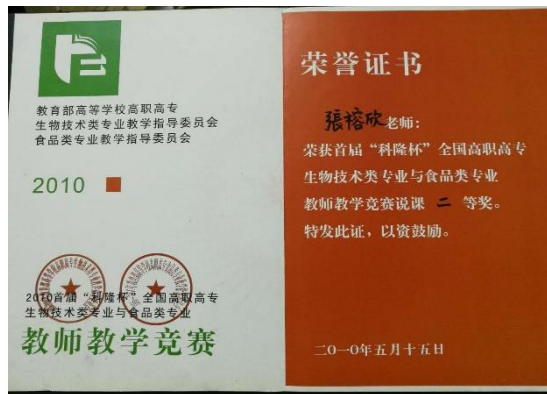 教育部高等学校高职高专
生物技术类专业教学指导委员会
食品类专业教学指导委员会
2010
2010首届“科隆杯”全国高职高专
生物技术类专业与食品类专业
教师教学竞赛
荣誉证书
張榕欣老师：
荣获首届“科隆杯”全国高职高专
生物技术类专业与食品类专业
教师教学竞赛说课 二 等奖。
特发此证，以资鼓励。
二○一○年五月十五日